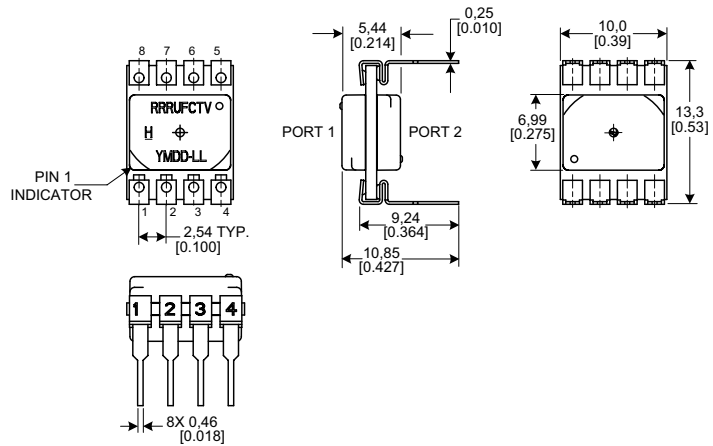 8 7 6 5
RRRUFCTV
H
YMDD-LL
PIN 1
INDICATOR
1 2 3 4
2,54 TYP.
[0.100]
5,44
[0.214]
0,25
[0.010]
PORT 1
PORT 2
9,24
[0.364]
10,85
[0.427]
10,0
[0.39]
6,99
[0.275]
13,3
[0.53]
1 2 3 4
8X 0,46
[0.018]